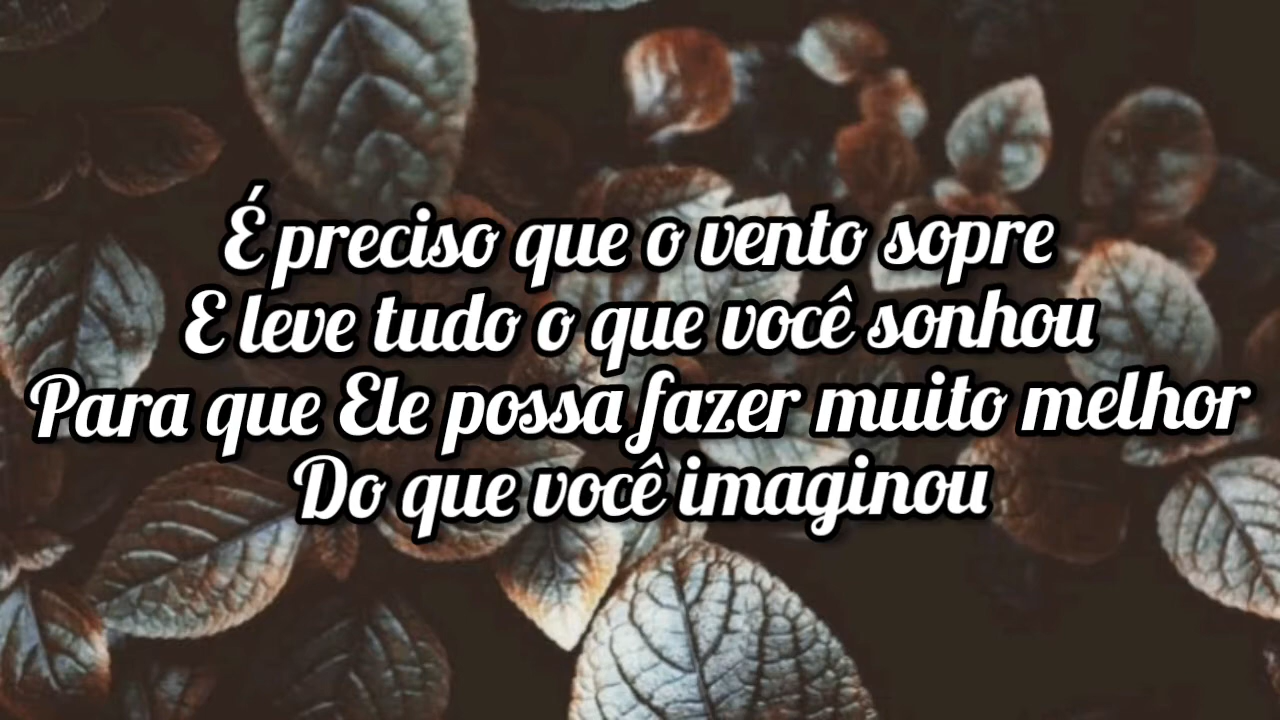 É preciso que o vento sopre
E leve tudo o que você sonhou
Para que Ele possa fazer muito melhor
Do que você imaginou